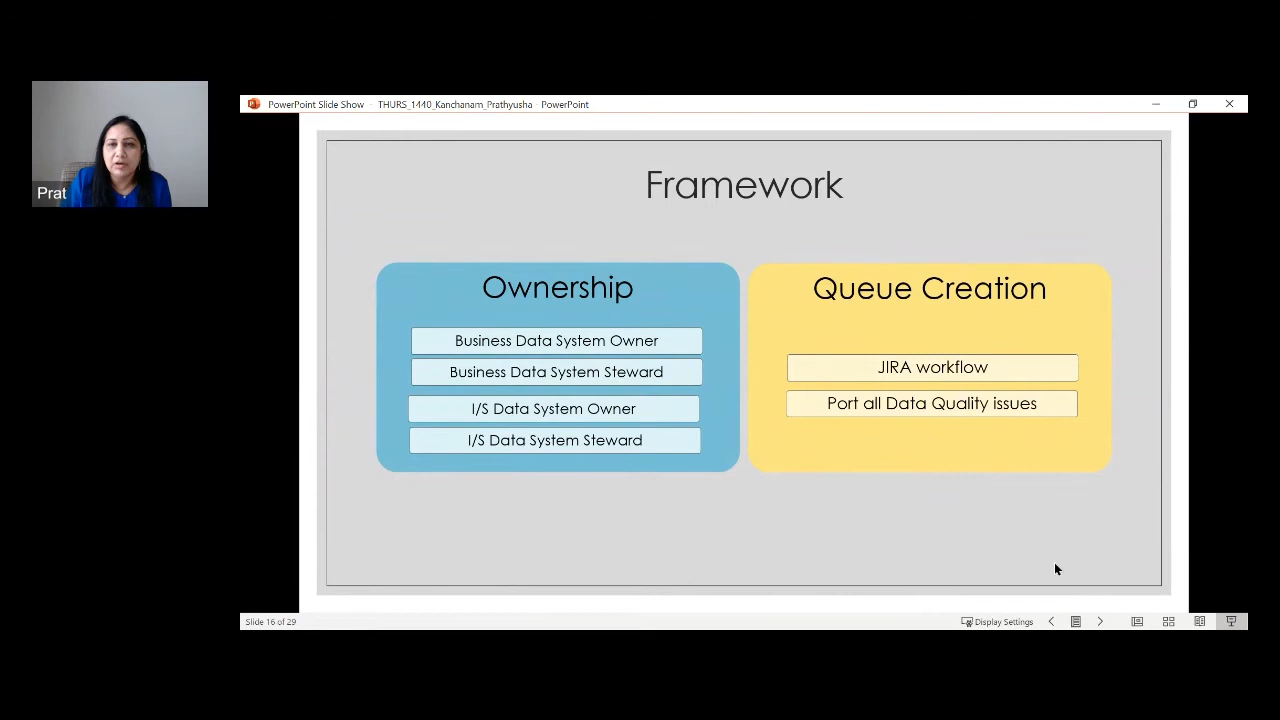 Prat
PowerPoint Slide Show - THURS_1440_Kanchanam_Prathyusha - PowerPoint
Framework
Ownership
Business Data System Owner
Business Data System Steward
I/S Data System Owner
I/S Data System Steward
Queue Creation
JIRA workflow
Port all Data Quality issues
Slide 16 of 29
Display Settings